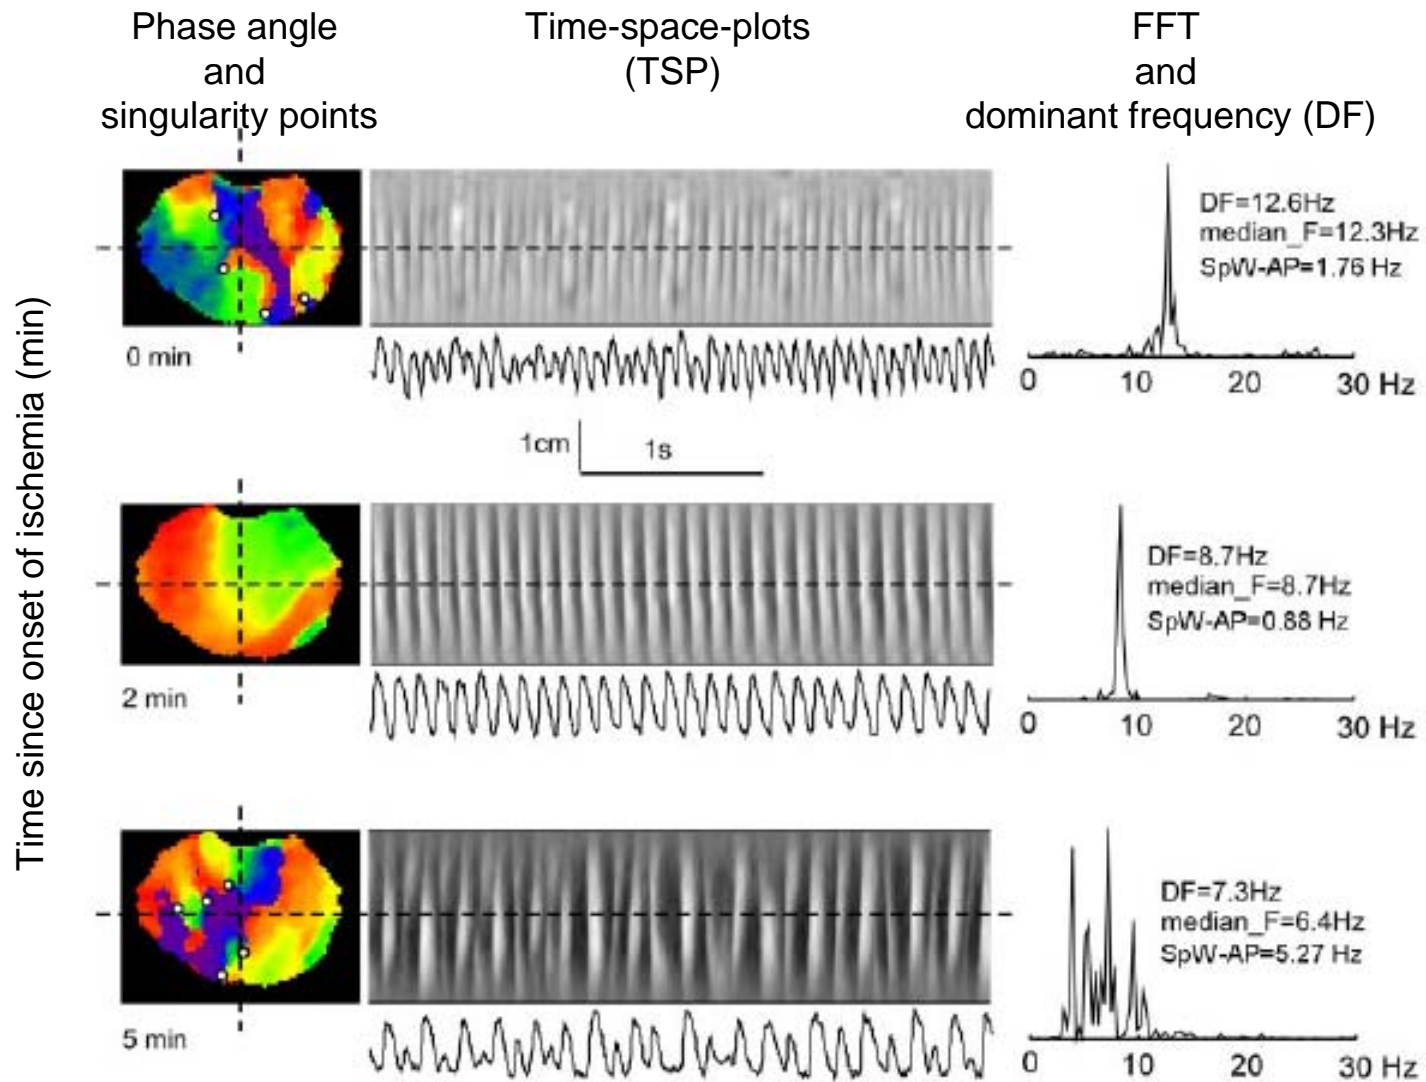 Phase angle
and
singularity points
Time-space-plots
(TSP)
FFT
and
dominant frequency (DF)
Time since onset of ischemia (min)
0 min
DF=12.6Hz
median_F=12.3Hz
SpW-AP=1.76 Hz
0 10 20 30 Hz
1cm
1s
2 min
DF=8.7Hz
median_F=8.7Hz
SpW-AP=0.88 Hz
0 10 20 30 Hz
5 min
DF=7.3Hz
median_F=6.4Hz
SpW-AP=5.27 Hz
0 10 20 30 Hz